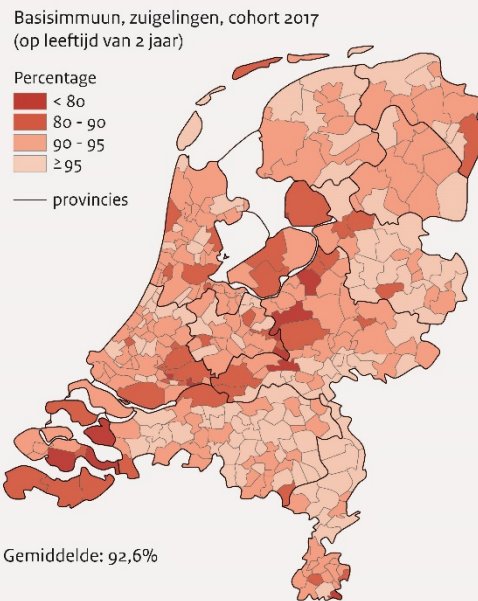 Basisimmuun, zuigelingen, cohort 2017
(op leeftijd van 2 jaar)
Percentage
< 80
80 - 90
90 - 95
≥ 95
provincies
Gemiddelde: 92,6%